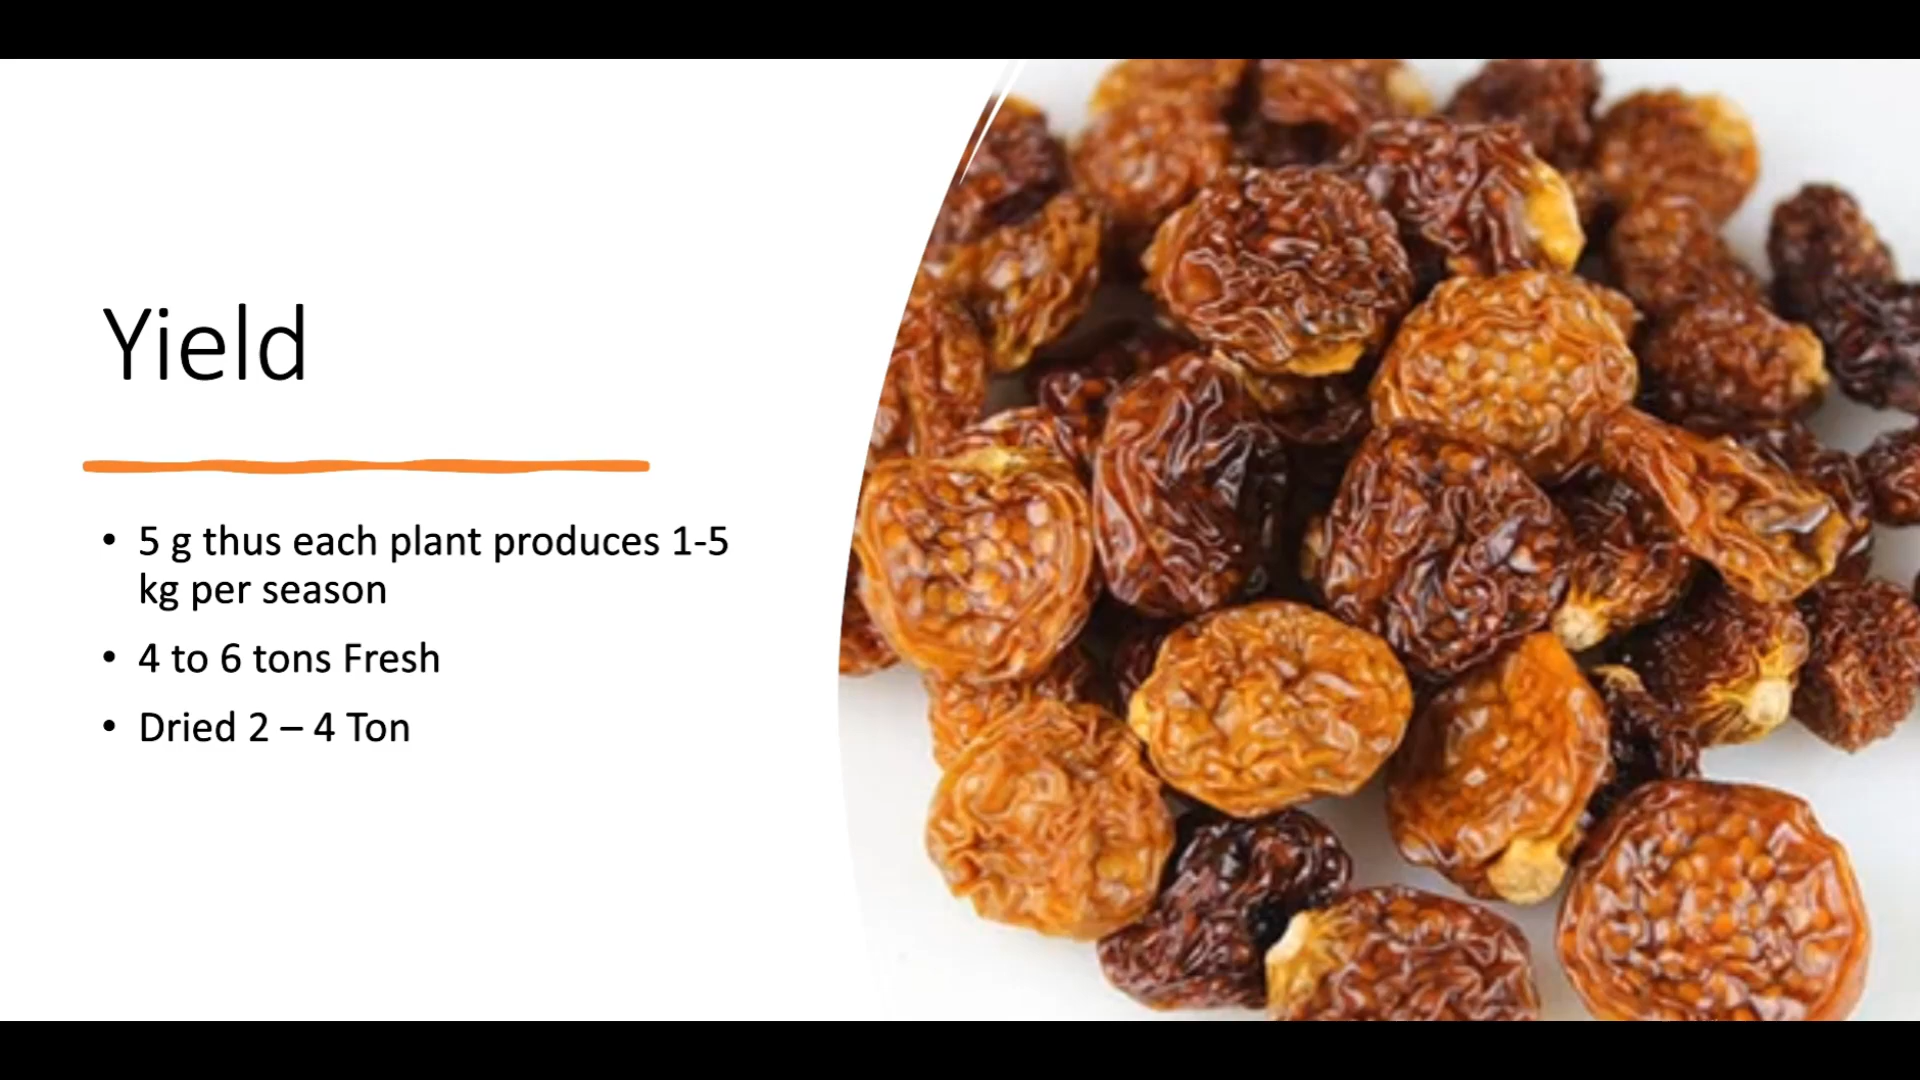 Yield
• 5 g thus each plant produces 1-5
kg per season
• 4 to 6 tons Fresh
• Dried 2 – 4 Ton